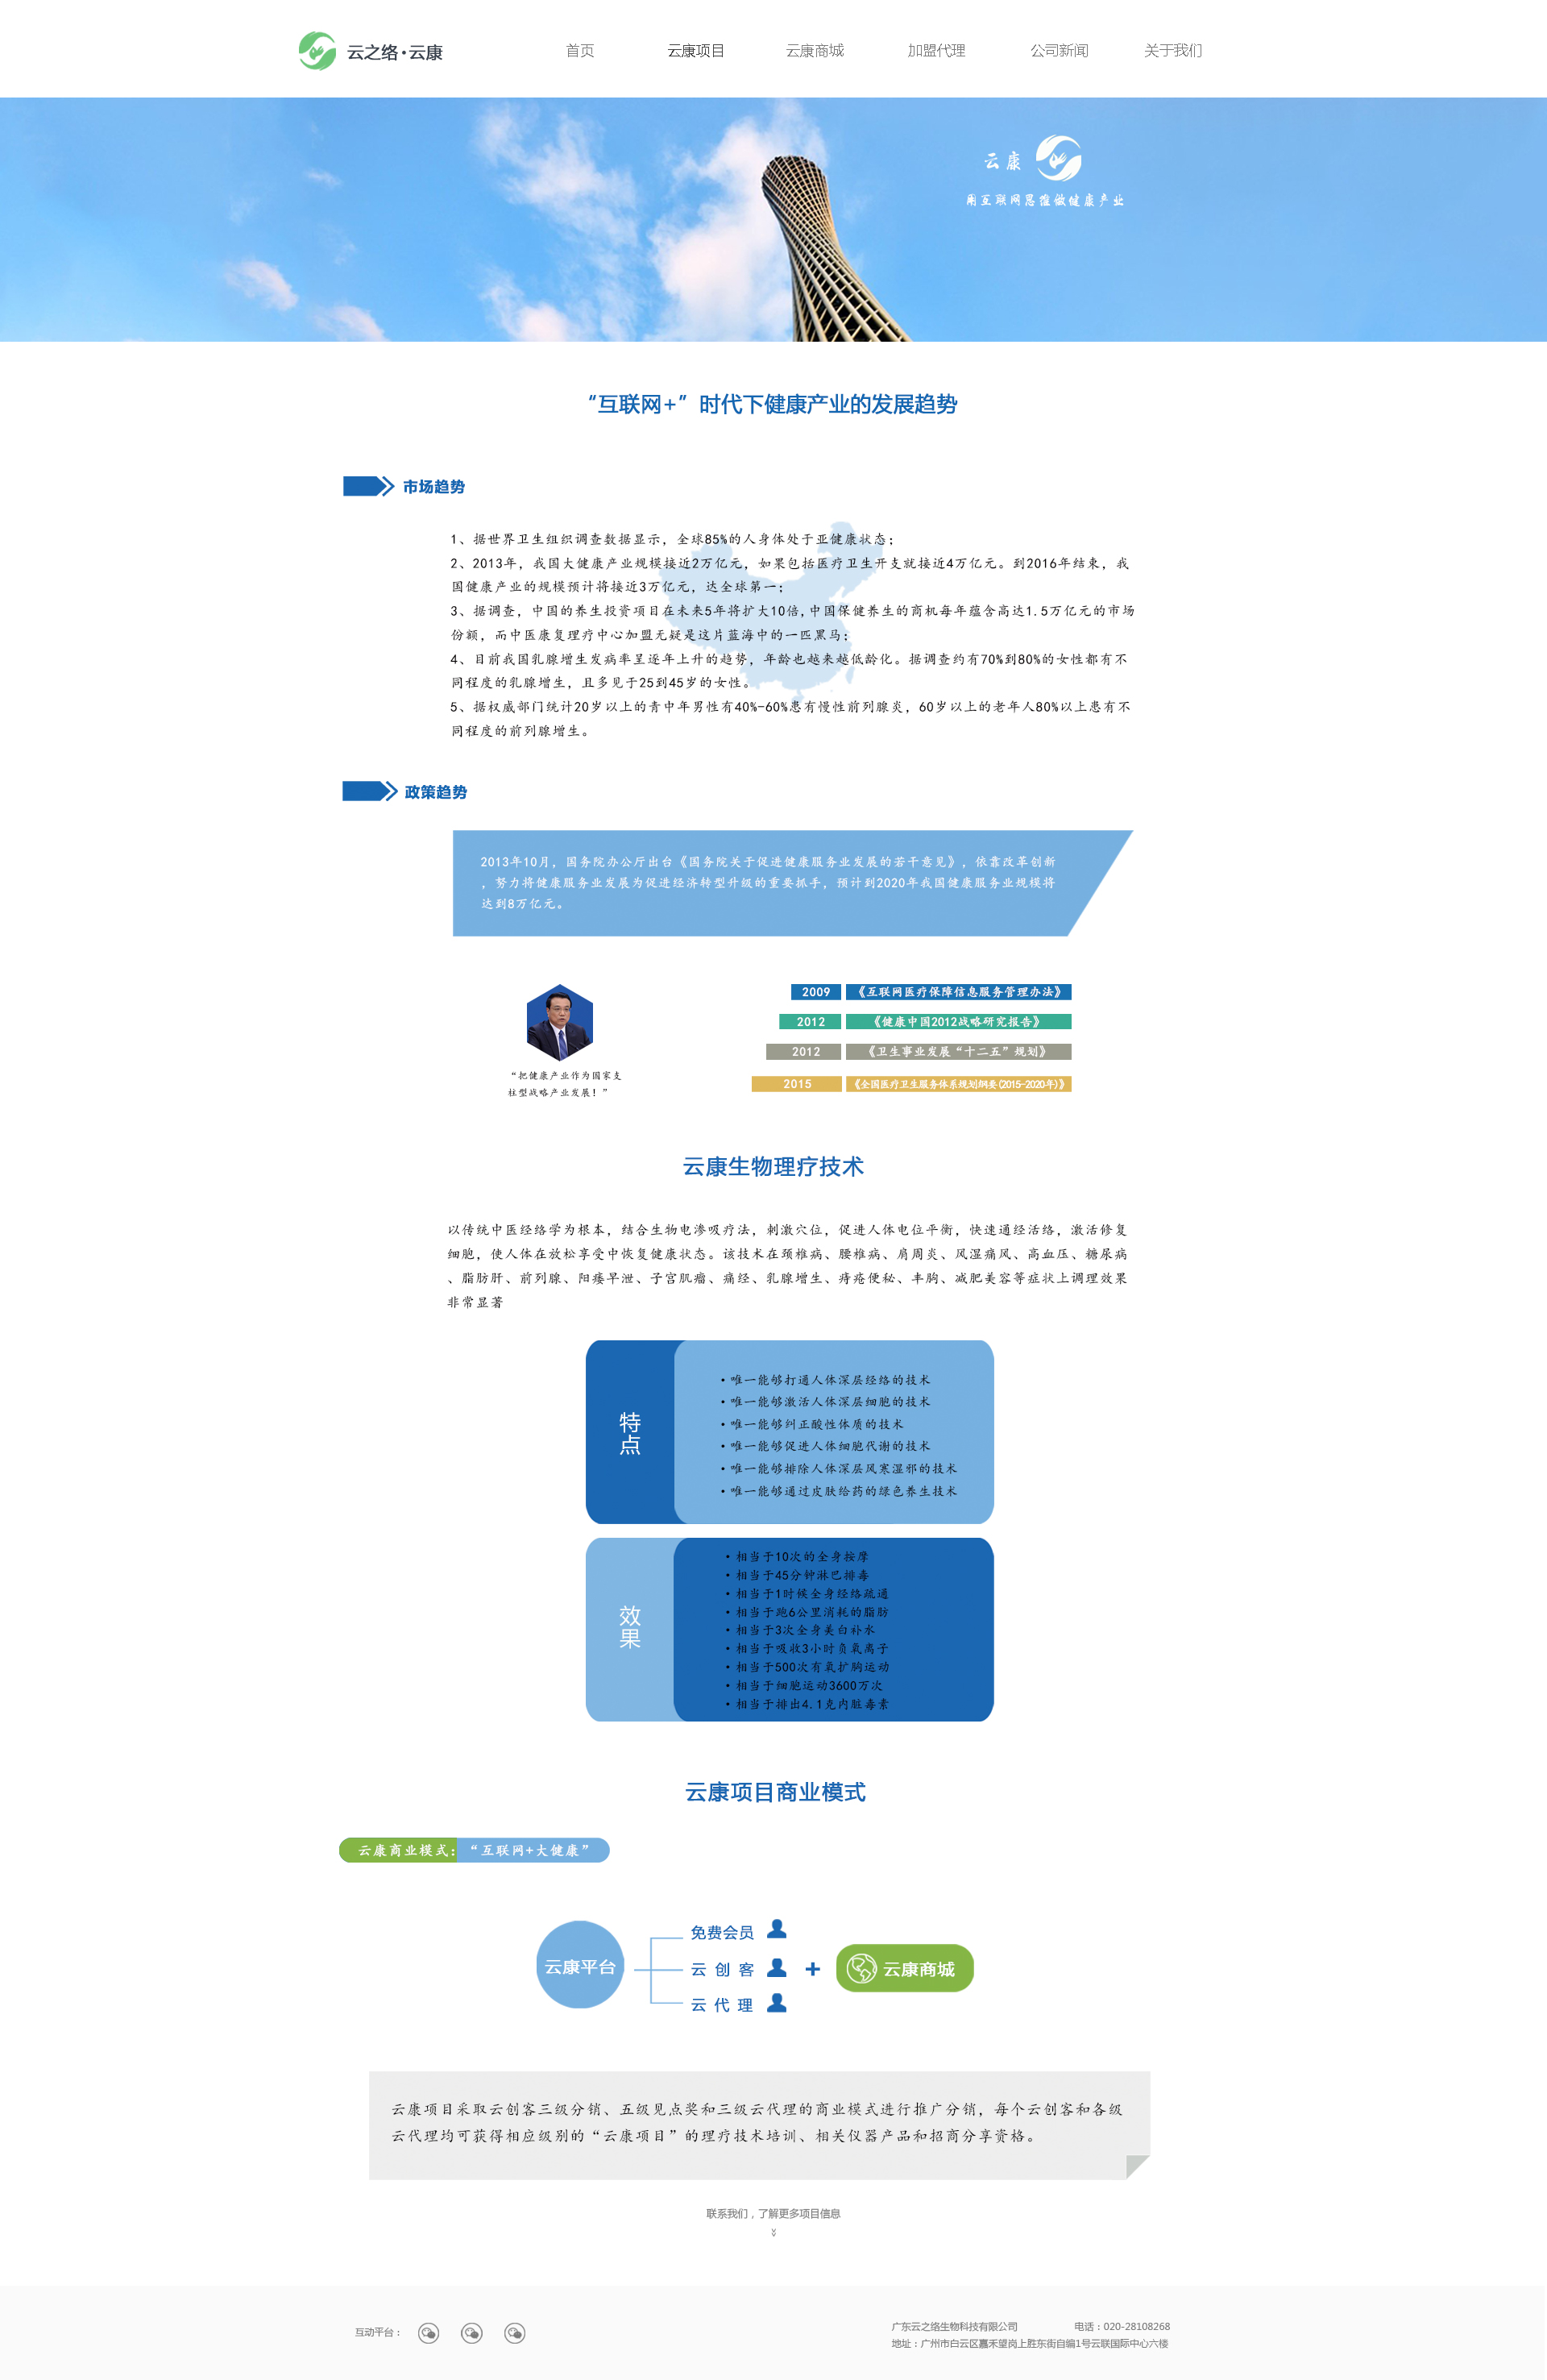 云之络·云康
首页
云康项目
云康商城
加盟代理
公司新闻
关于我们
云康
用互联网思维做健康产业
“互联网+”时代下健康产业的发展趋势
市场趋势
1、据世界卫生组织调查数据显示，全球85%的人身体处于亚健康状态；
2、2013年，我国大健康产业规模接近2万亿元，如果包括医疗卫生开支就接近4万亿元。到2016年结束，我
国健康产业的规模预计将接近3万亿元，达全球第一；
3、据调查，中国的养生投资项目在未来5年将扩大10倍,中国保健养生的商机每年蕴含高达1.5万亿元的市场
份额，而中医康复理疗中心加盟无疑是这片蓝海中的一匹黑马；
4、目前我国乳腺增生发病率呈逐年上升的趋势，年龄也越来越低龄化。据调查约有70%到80%的女性都有不
同程度的乳腺增生，且多见于25到45岁的女性。
5、据权威部门统计20岁以上的青中年男性有40%-60%患有慢性前列腺炎，60岁以上的老年人80%以上患有不
同程度的前列腺增生。
政策趋势
2013年10月，国务院办公厅出台《国务院关于促进健康服务业发展的若干意见》，依靠改革创新
，努力将健康服务业发展为促进经济转型升级的重要抓手，预计到2020年我国健康服务业规模将
达到8万亿元。
2009 《互联网医疗保障信息服务管理办法》
2012 《健康中国2012战略研究报告》
2012 《卫生事业发展“十二五”规划》
2015 《全国医疗卫生服务体系规划纲要(2015-2020年)》
“把健康产业作为国家支
柱型战略产业发展！”
云康生物理疗技术
以传统中医经络学为根本，结合生物电渗吸疗法，刺激穴位，促进人体电位平衡，快速通经活络，激活修复
细胞，使人体在放松享受中恢复健康状态。该技术在颈椎病、腰椎病、肩周炎、风湿痛风、高血压、糖尿病
、脂肪肝、前列腺、阳痿早泄、子宫肌瘤、痛经、乳腺增生、痔疮便秘、丰胸、减肥美容等症状上调理效果
非常显著
特点
•唯一能够打通人体深层经络的技术
•唯一能够激活人体深层细胞的技术
•唯一能够纠正酸性体质的技术
•唯一能够促进人体细胞代谢的技术
•唯一能够排除人体深层风寒湿邪的技术
•唯一能够通过皮肤给药的绿色养生技术
效果
•相当于10次的全身按摩
•相当于45分钟淋巴排毒
•相当于1时候全身经络疏通
•相当于跑6公里消耗的脂肪
•相当于3次全身美白补水
•相当于吸收3小时负氧离子
•相当于500次有氧扩胸运动
•相当于细胞运动3600万次
•相当于排出4.1克内脏毒素
云康项目商业模式
云康商业模式：“互联网+大健康”
云康平台
免费会员
云创客
云代理
+
云康商城
云康项目采取云创客三级分销、五级见点奖和三级云代理的商业模式进行推广分销，每个云创客和各级
云代理均可获得相应级别的“云康项目”的理疗技术培训、相关仪器产品和招商分享资格。
联系我们，了解更多项目信息
互动平台：
广东云之络生物科技有限公司 电话：020-28108268
地址：广州市白云区嘉禾望岗上胜东街自编1号云联国际中心六楼